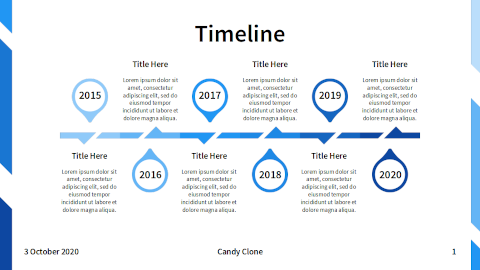 Timeline
Title Here
Lorem ipsum dolor sit
amet, consectetur
adipiscing elit, sed do
eiusmod tempor
incididunt ut labore et
dolore magna aliqua.
Title Here
Lorem ipsum dolor sit
amet, consectetur
adipiscing elit, sed do
eiusmod tempor
incididunt ut labore et
dolore magna aliqua.
Title Here
Lorem ipsum dolor sit
amet, consectetur
adipiscing elit, sed do
eiusmod tempor
incididunt ut labore et
dolore magna aliqua.
2015
2017
2019
Title Here
Lorem ipsum dolor sit
amet, consectetur
adipiscing elit, sed do
eiusmod tempor
incididunt ut labore et
dolore magna aliqua.
Title Here
Lorem ipsum dolor sit
amet, consectetur
adipiscing elit, sed do
eiusmod tempor
incididunt ut labore et
dolore magna aliqua.
Title Here
Lorem ipsum dolor sit
amet, consectetur
adipiscing elit, sed do
eiusmod tempor
incididunt ut labore et
dolore magna aliqua.
2016
2018
2020
3 October 2020
Candy Clone
1